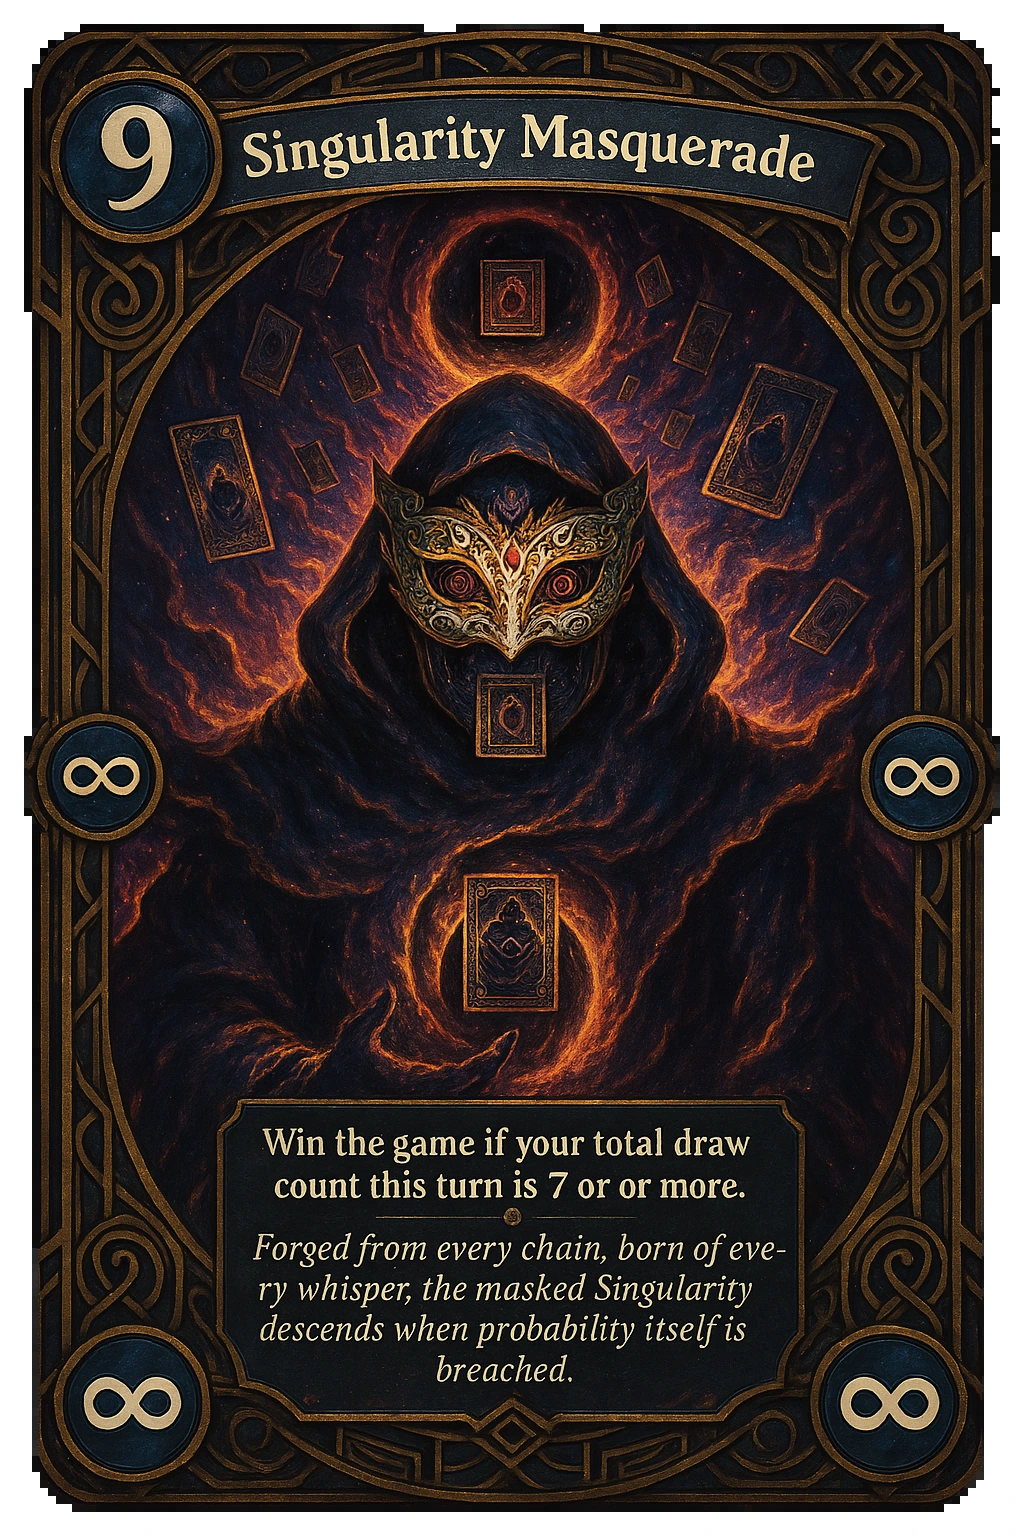 9
Singularity Masquerade
∞ ∞
Win the game if your total draw
count this turn is 7 or or more.
Forged from every chain, born of eve-
ry whisper, the masked Singularity
descends when probability itself is
breached.
∞ ∞